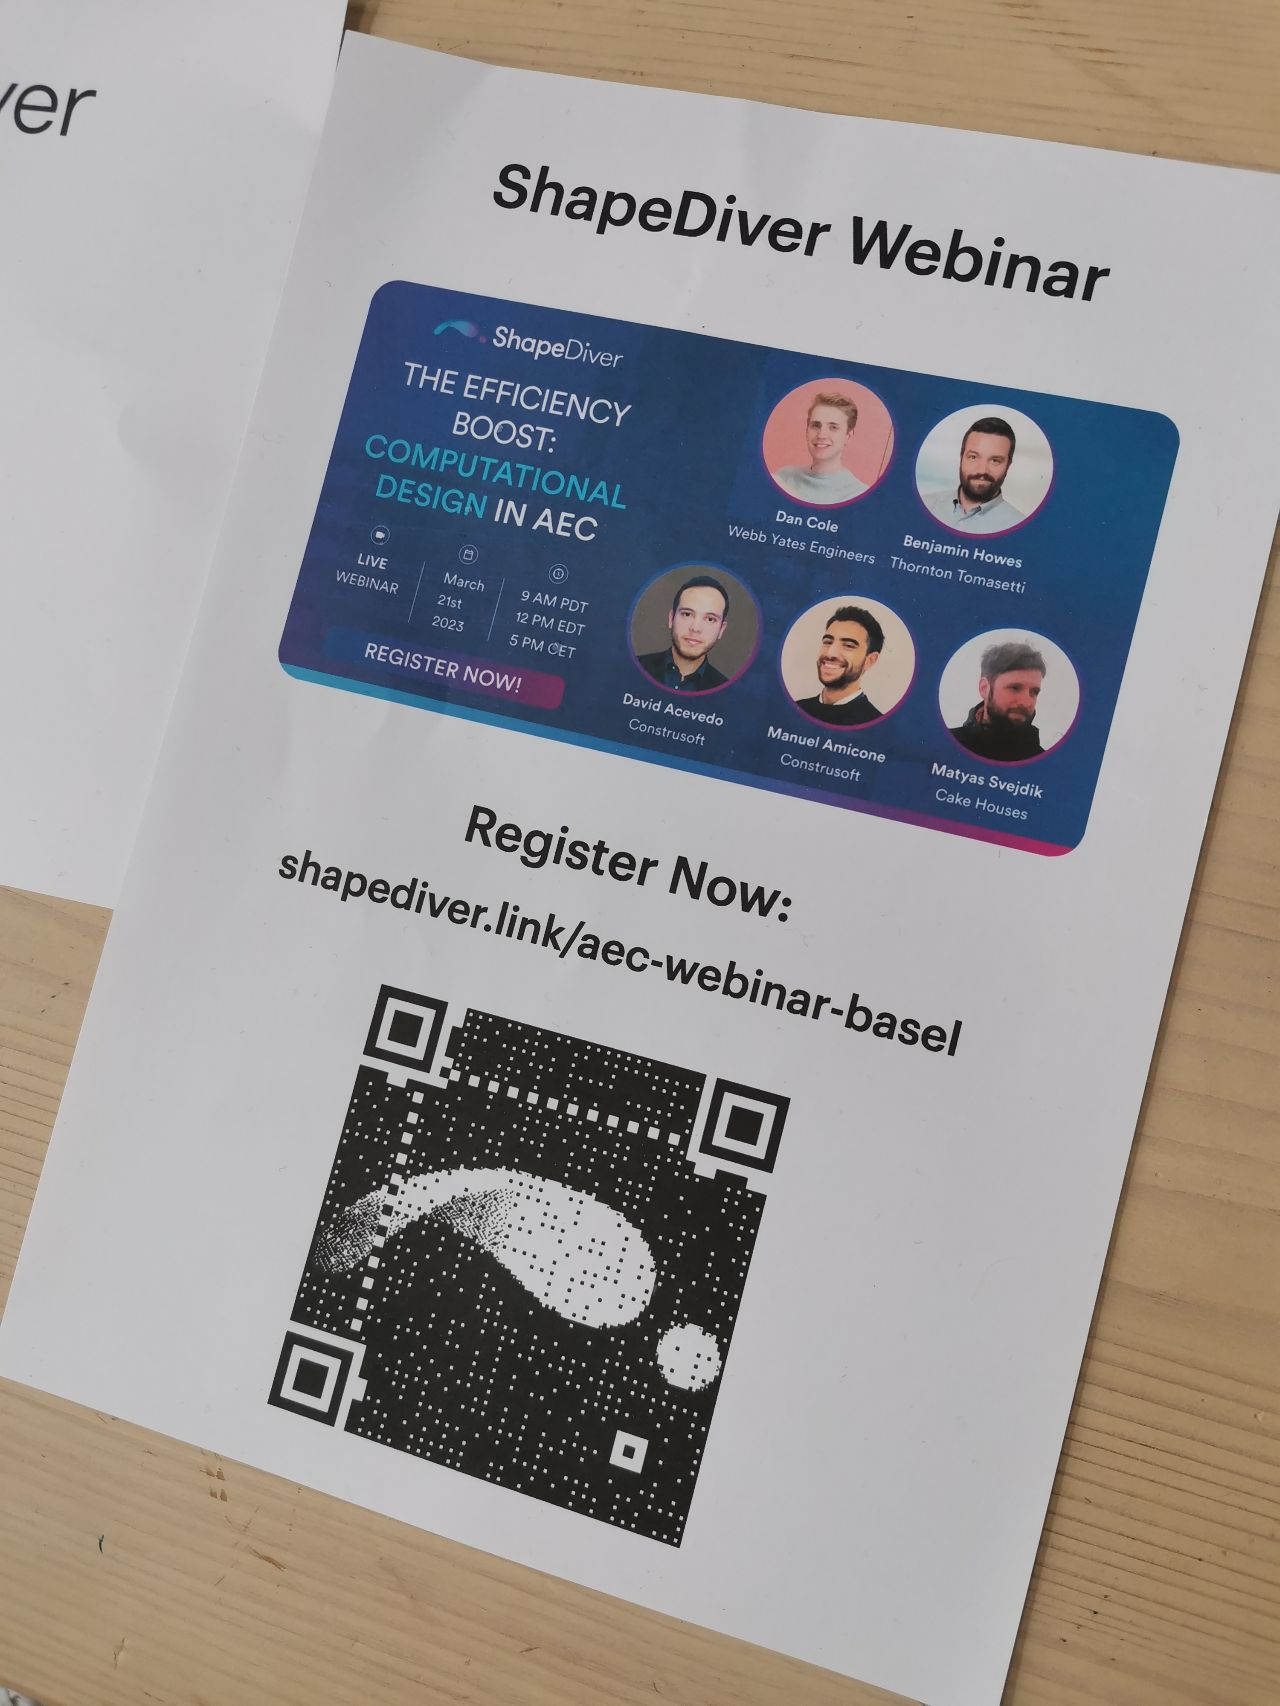 ver
ShapeDiver Webinar
ShapeDiver
THE EFFICIENCY
BOOST:
COMPUTATIONAL
DESIGN IN AEC
LIVE
WEBINAR
March
21st
2023
9 AM PDT
12 PM EDT
5 PM CET
REGISTER NOW!
Dan Cole
Webb Yates Engineers
Benjamin Howes
Thornton Tomasetti
David Acevedo
Construsoft
Manuel Amicone
Construsoft
Matyas Svejdik
Cake Houses
Register Now:
shapediver.link/aec-webinar-basel